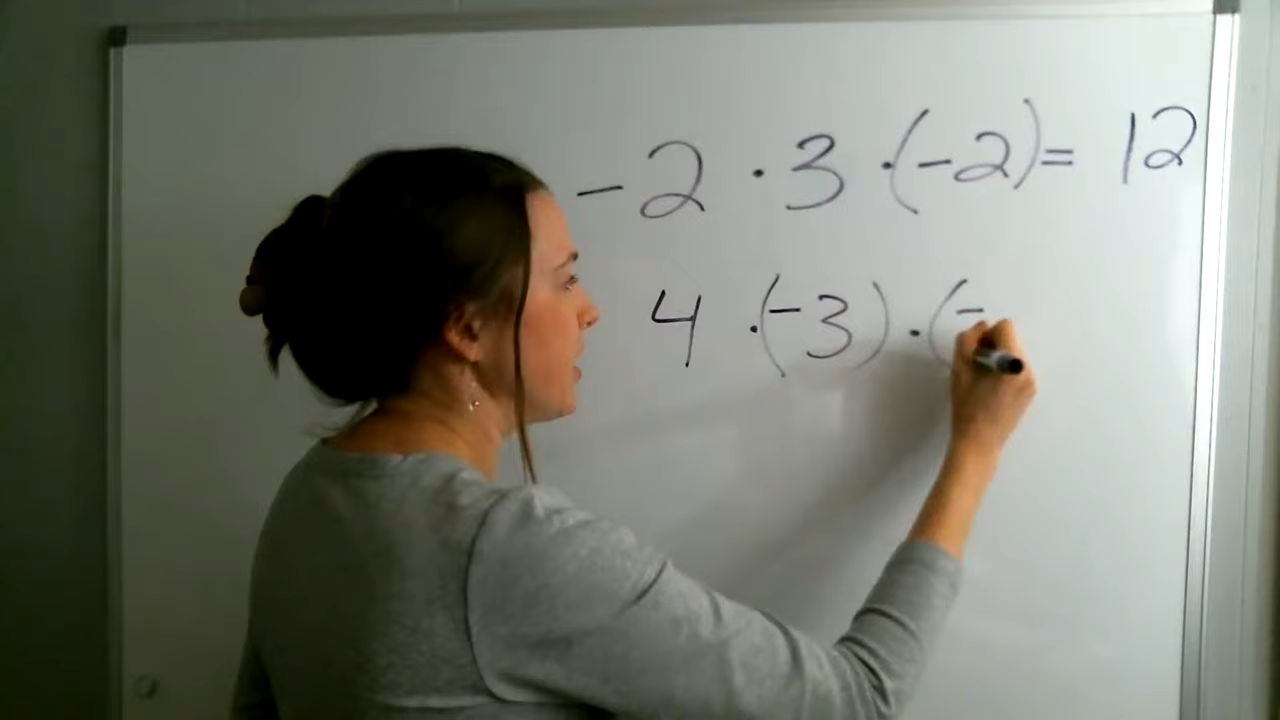 -2 · 3 · (-2) = 12
4 · (-3) · (-